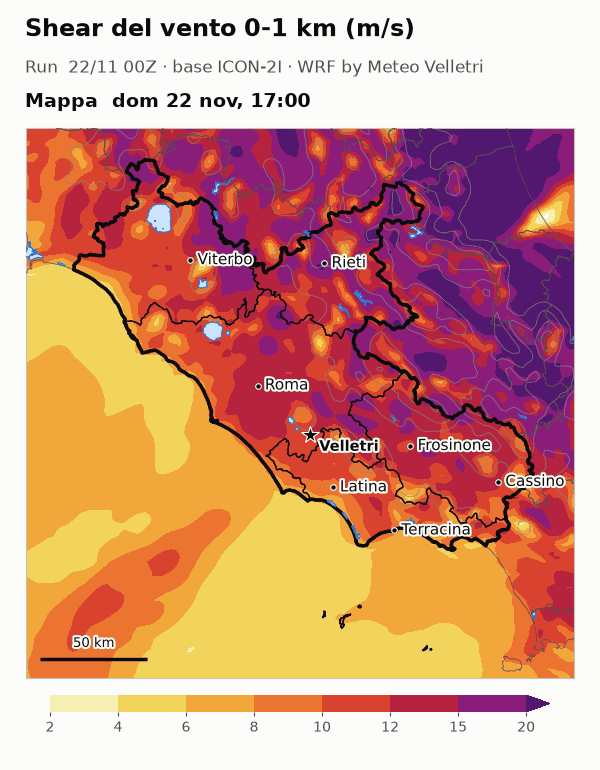 Shear del vento 0-1 km (m/s)
Run  22/11 00Z · base ICON-2I · WRF by Meteo Velletri
Mappa  dom 22 nov, 17:00
Viterbo
Rieti
Roma
Velletri
Frosinone
Cassino
Latina
Terracina
50 km
2 4 6 8 10 12 15 20